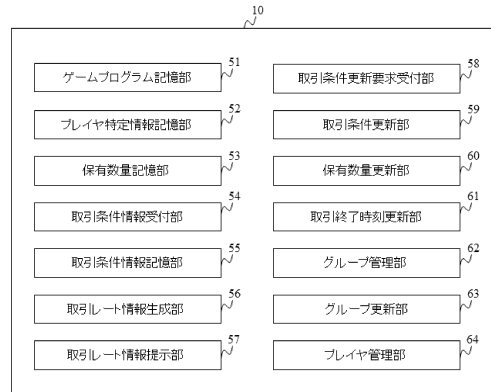 10
ゲームプログラム記憶部 51
プレイヤ特定情報記憶部 52
保有数量記憶部 53
取引条件情報受付部 54
取引条件情報記憶部 55
取引レート情報生成部 56
取引レート情報提示部 57
取引条件更新要求受付部 58
取引条件更新部 59
保有数量更新部 60
取引終了時刻更新部 61
グループ管理部 62
グループ更新部 63
プレイヤ管理部 64